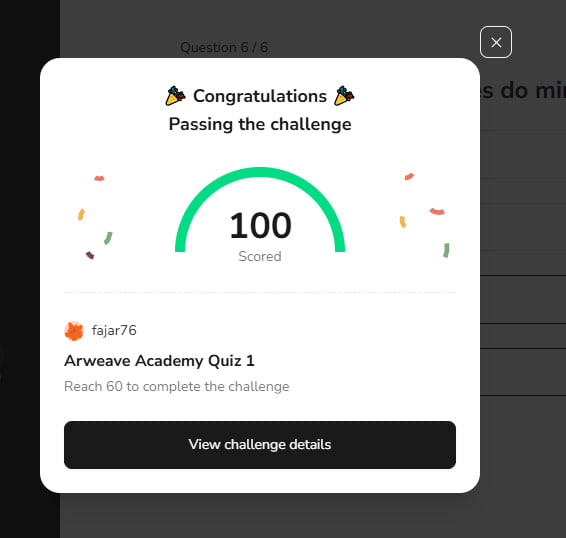 Question 6 / 6
s do mi
Congratulations
Passing the challenge
100
Scored
fajar76
Arweave Academy Quiz 1
Reach 60 to complete the challenge
View challenge details